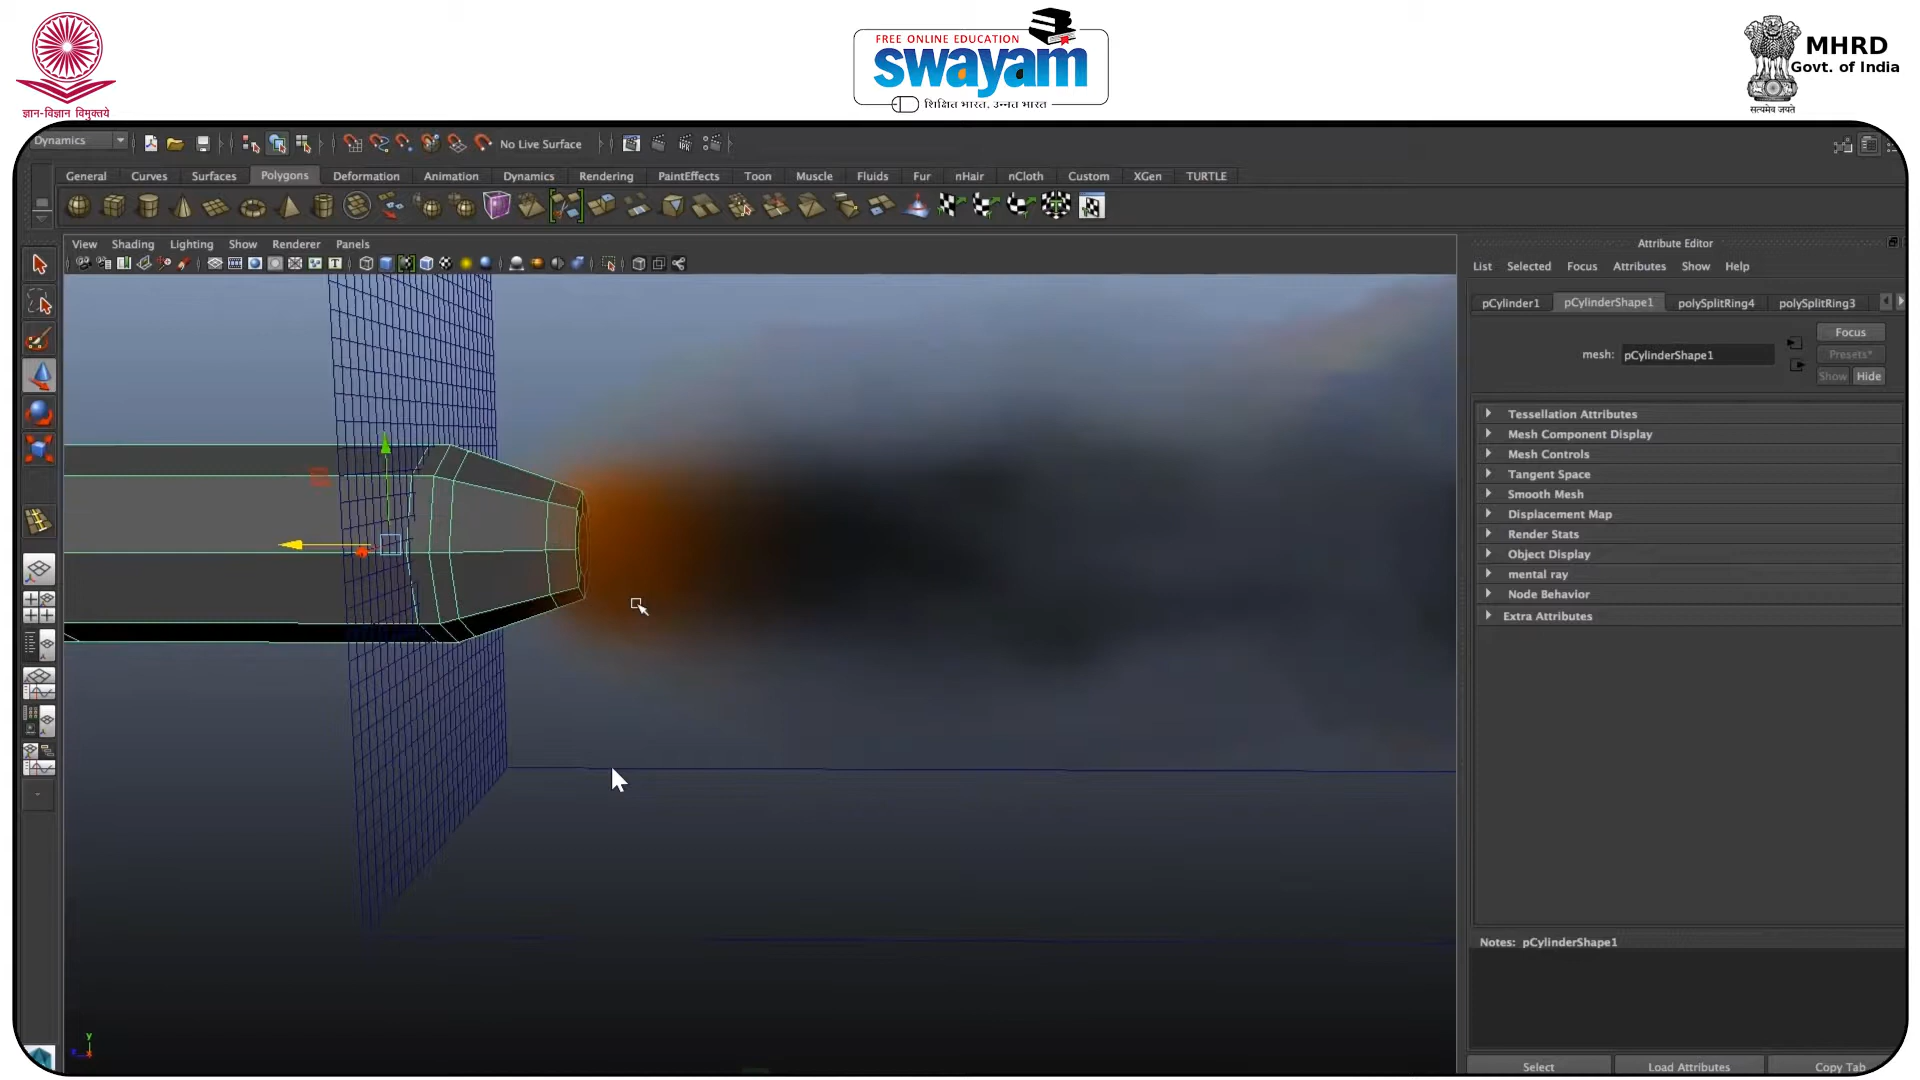 ज्ञान-विज्ञान विमुक्तये
FREE ONLINE EDUCATION
swayam
शिक्षित भारत, उन्नत भारत
MHRD
Govt. of India
सत्यमेव जयते
Dynamics
No Live Surface
General Curves Surfaces Polygons Deformation Animation Dynamics Rendering PaintEffects Toon Muscle Fluids Fur nHair nCloth Custom XGen TURTLE
View Shading Lighting Show Renderer Panels
Attribute Editor
List Selected Focus Attributes Show Help
pCylinder1 pCylinderShape1 polySplitRing4 polySplitRing3
Focus
mesh: pCylinderShape1
Presets*
Show Hide
Tessellation Attributes
Mesh Component Display
Mesh Controls
Tangent Space
Smooth Mesh
Displacement Map
Render Stats
Object Display
mental ray
Node Behavior
Extra Attributes
Notes: pCylinderShape1
Select Load Attributes Copy Tab
y
z